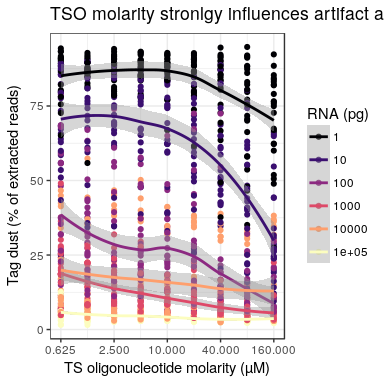 TSO molarity stronlgy influences artifact a
Tag dust (% of extracted reads)
75
50
25
0
0.625
2.500
10.000
40.000
160.000
TS oligonucleotide molarity (µM)
RNA (pg)
1
10
100
1000
10000
1e+05